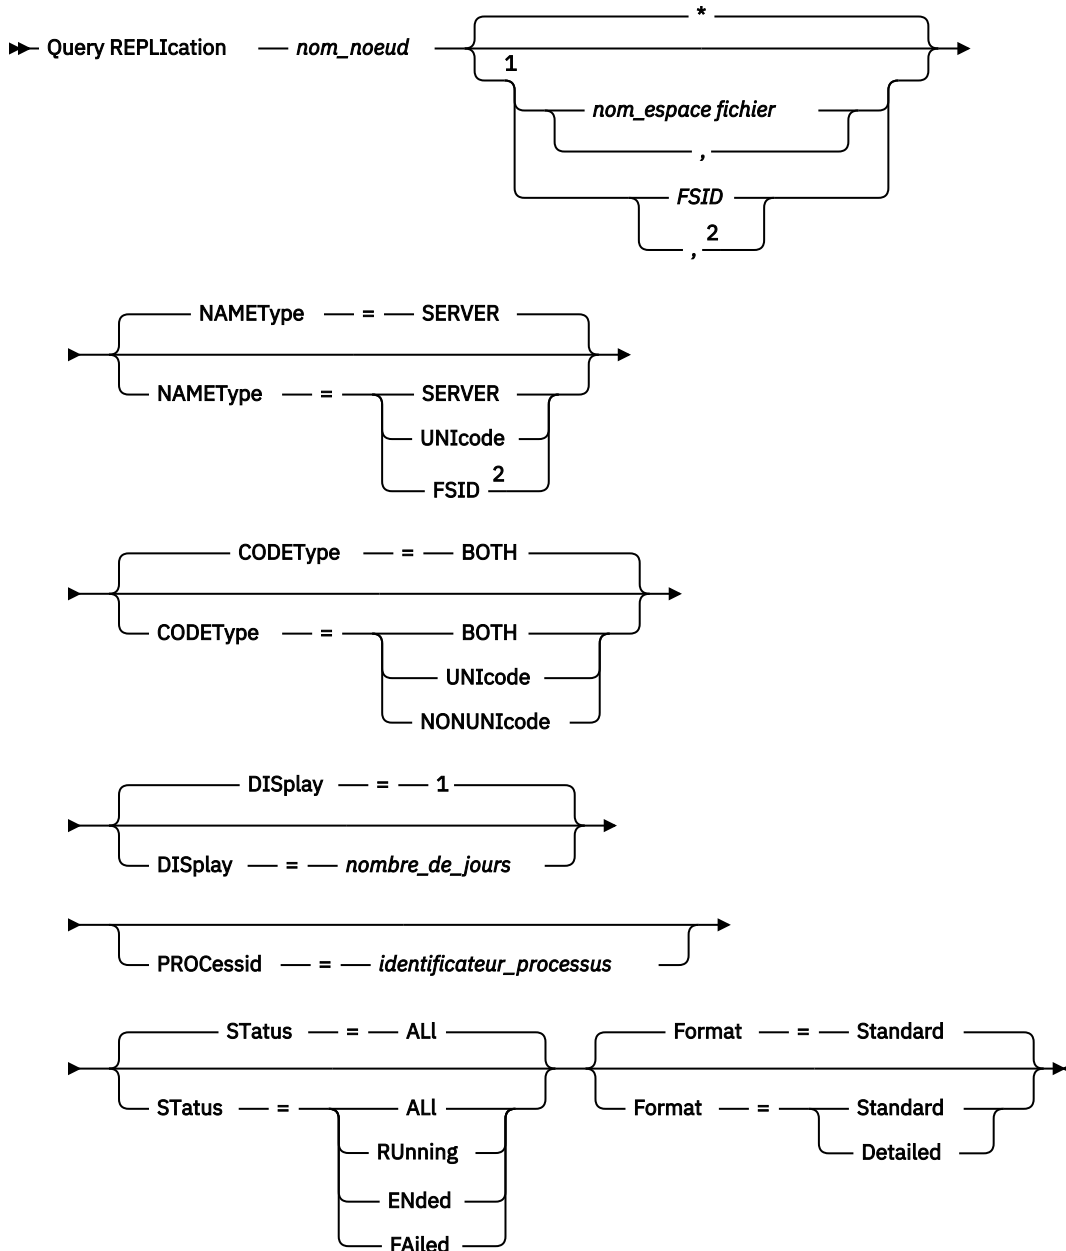 *
Query REPLIcation nom_noeud
1
nom_espace fichier
,
FSID
2
,
NAMEType = SERVER
NAMEType = SERVER
UNIcode
FSID 2
CODEType = BOTH
CODEType = BOTH
UNIcode
NONUNIcode
DISplay = 1
DISplay = nombre_de_jours
PROCessid = identificateur_processus
STatus = ALl Format = Standard
STatus = ALl Format = Standard
RUnning Detailed
ENded
FAiled